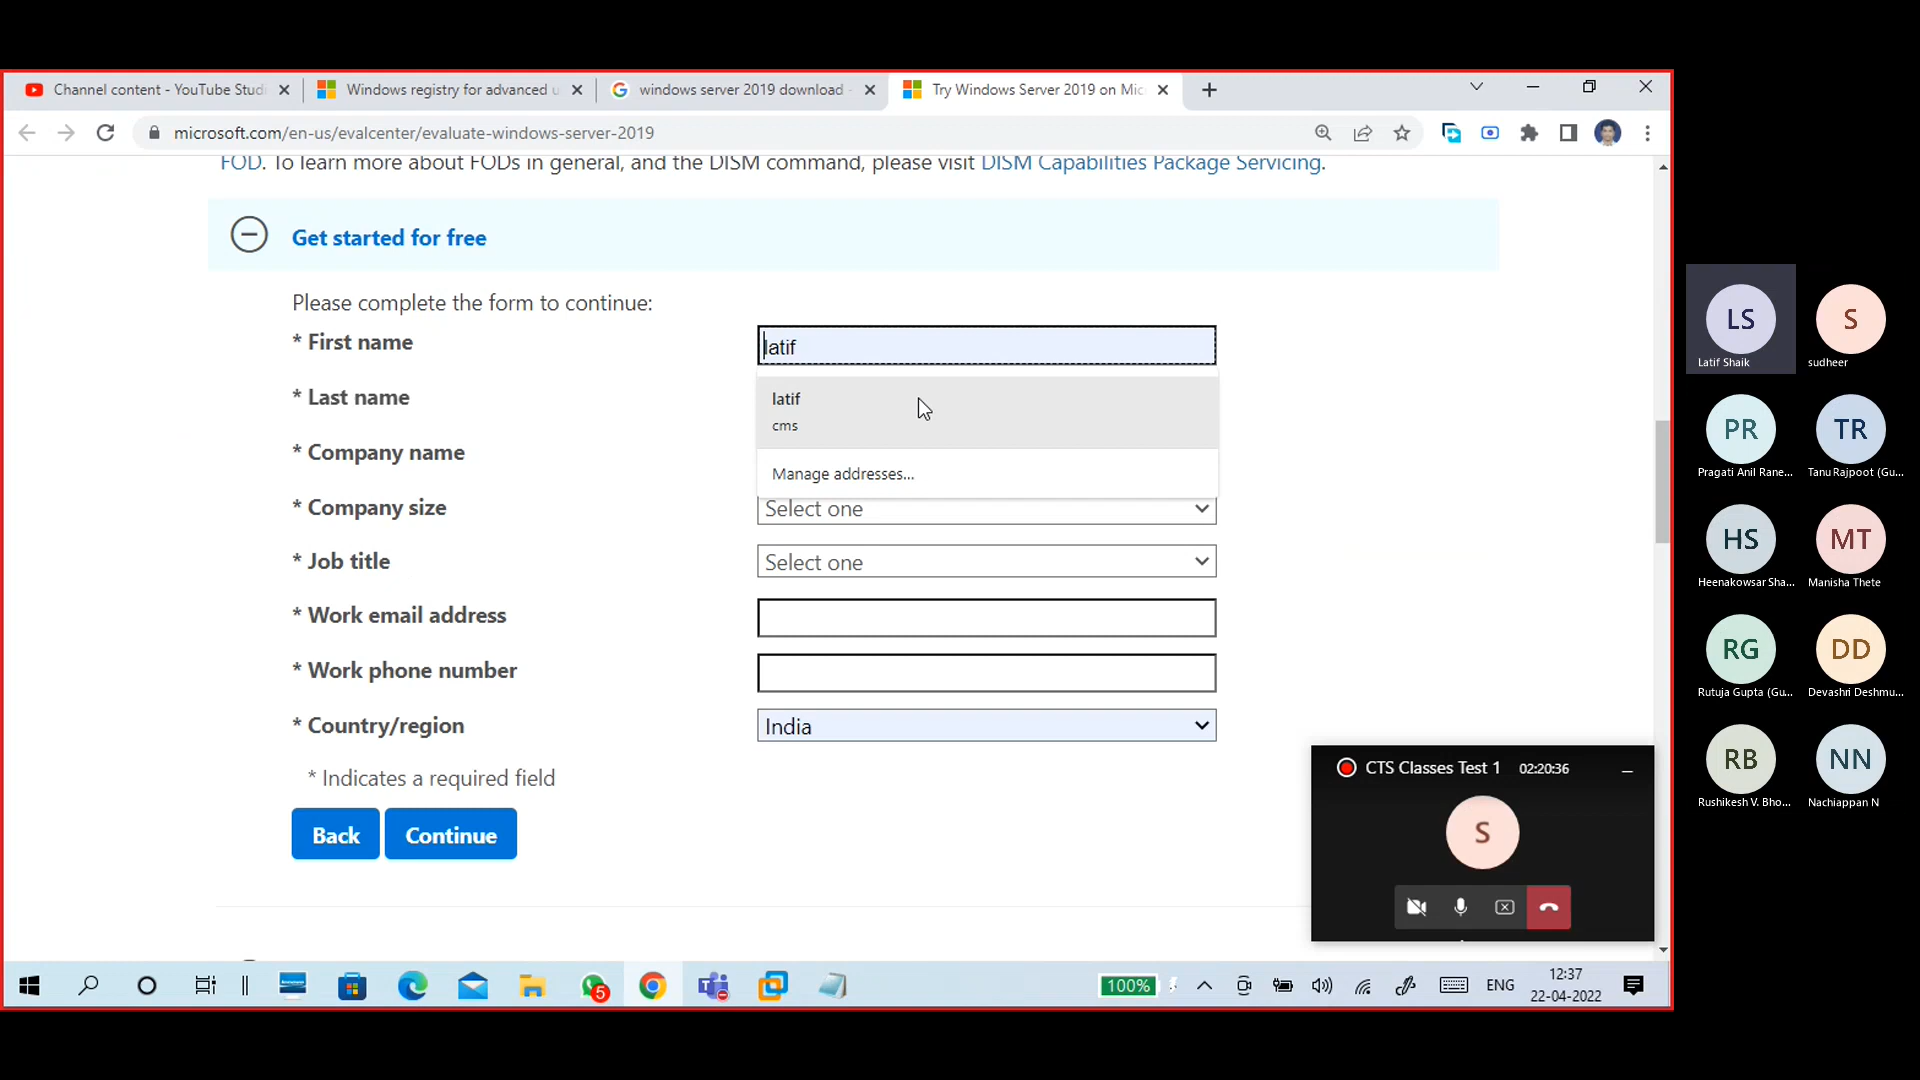 Channel content - YouTube Studi
Windows registry for advanced u
windows server 2019 download -
Try Windows Server 2019 on Mic
microsoft.com/en-us/evalcenter/evaluate-windows-server-2019
FOD. To learn more about FODs in general, and the DISM command, please visit DISM Capabilities Package Servicing.
Get started for free
Please complete the form to continue:
* First name
latif
latif
cms
Manage addresses...
* Last name
* Company name
* Company size
Select one
* Job title
Select one
* Work email address
* Work phone number
* Country/region
India
* Indicates a required field
Back
Continue
CTS Classes Test 1
02:20:36
S
LS
Latif Shaik
S
sudheer
PR
Pragati Anil Rane...
TR
Tanu Rajpoot (Gu...
HS
Heenakowsar Sha...
MT
Manisha Thete
RG
Rutuja Gupta (Gu...
DD
Devashri Deshmu...
RB
Rushikesh V. Bho...
NN
Nachiappan N
5
100%
ENG
12:37
22-04-2022